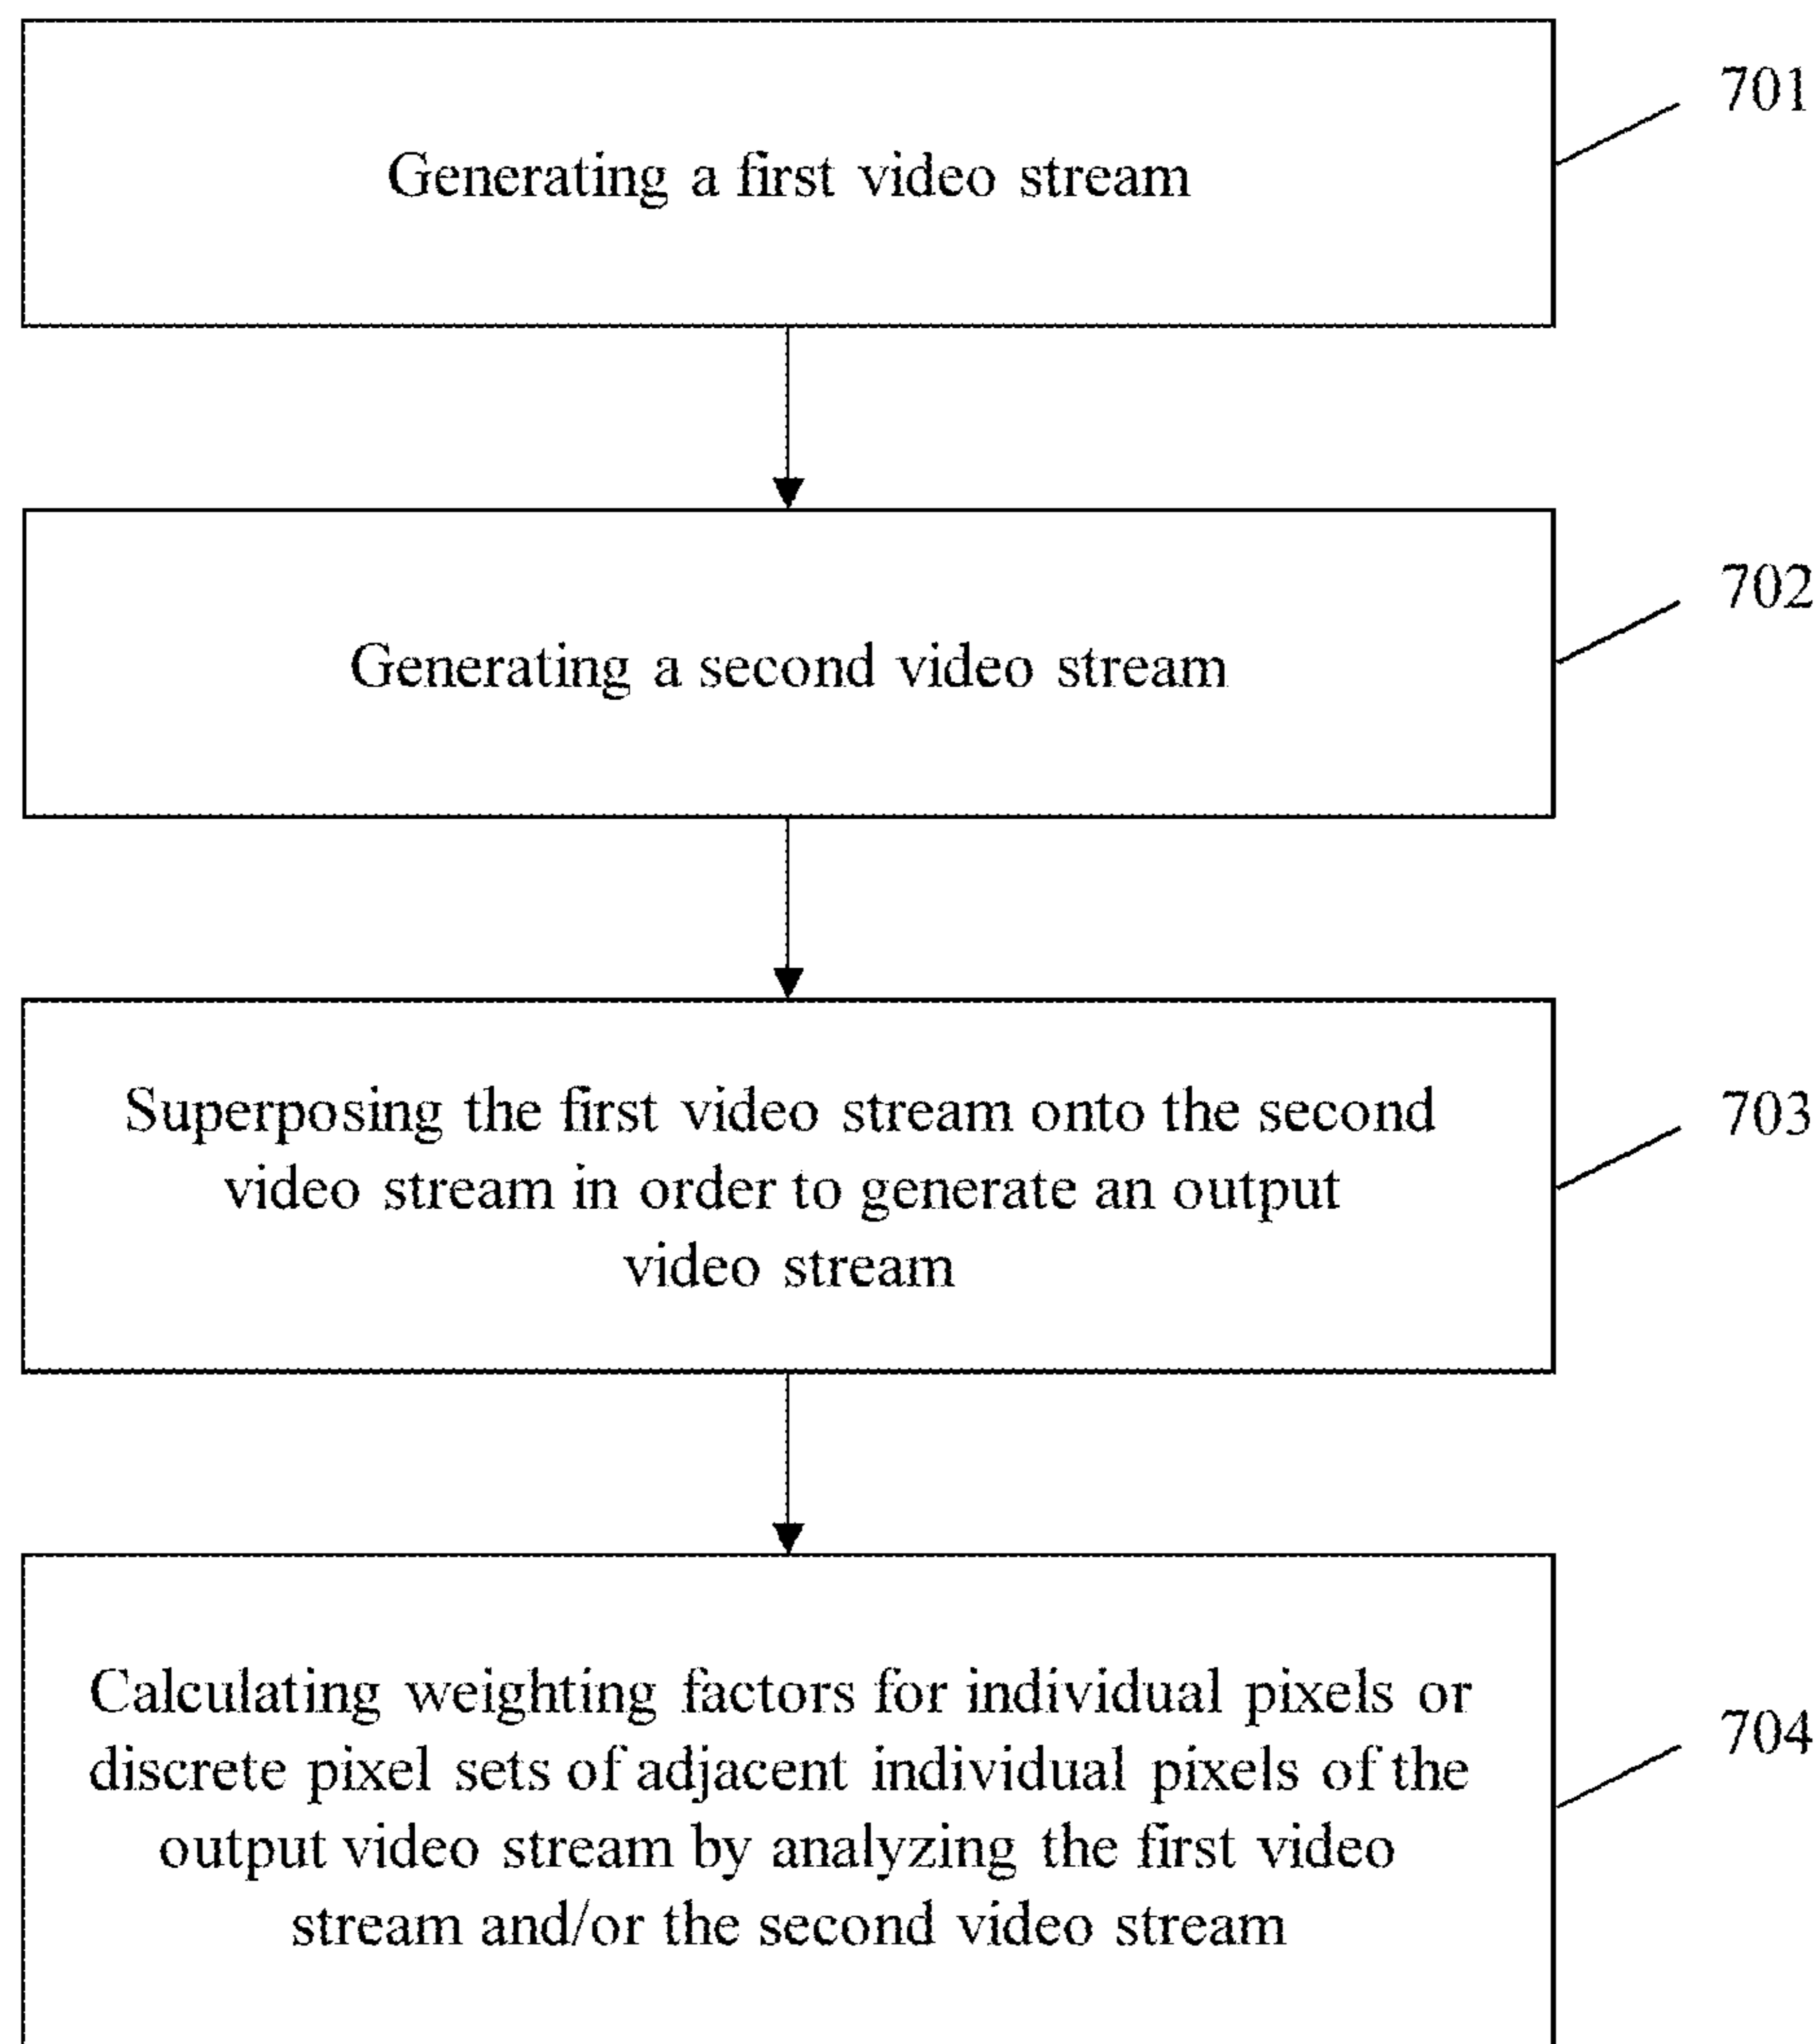 Generating a first video stream
701
Generating a second video stream
702
Superposing the first video stream onto the second
video stream in order to generate an output
video stream
703
Calculating weighting factors for individual pixels or
discrete pixel sets of adjacent individual pixels of the
output video stream by analyzing the first video
stream and/or the second video stream
704